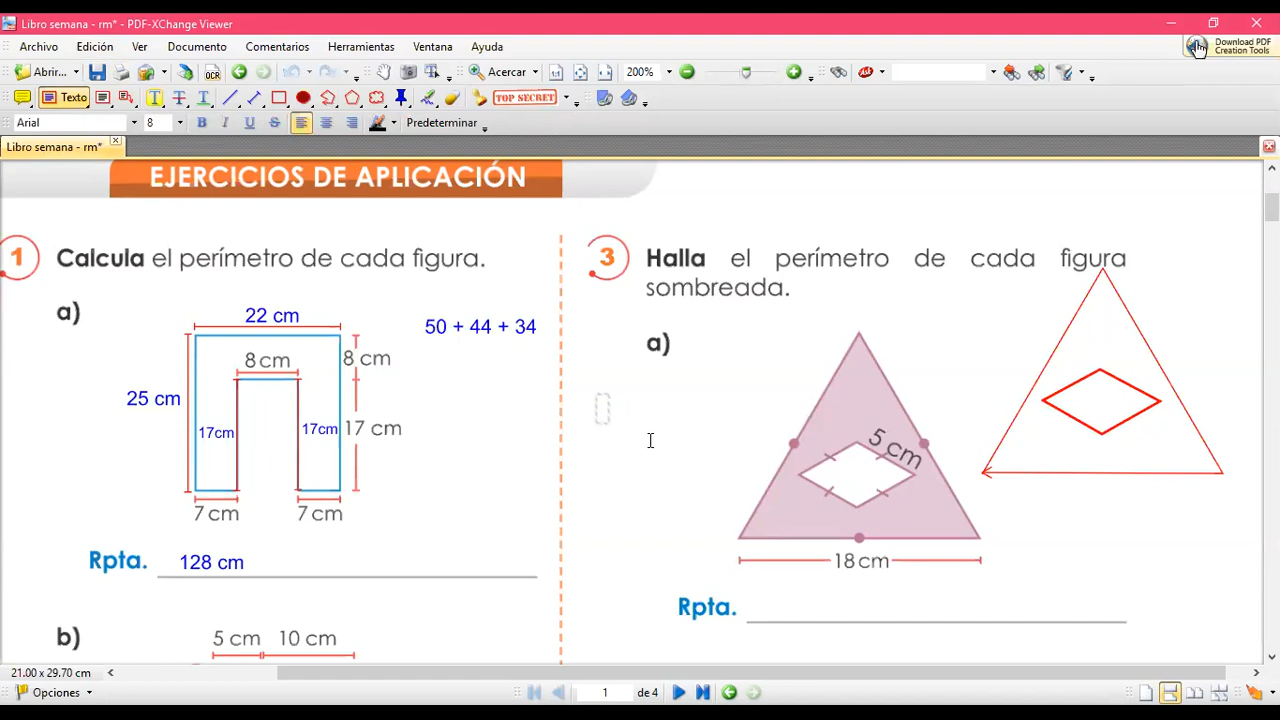 Libro semana - rm* - PDF-XChange Viewer
Archivo Edición Ver Documento Comentarios Herramientas Ventana Ayuda
Download PDF
Creation Tools
Abrir... OCR Acercar 200%
Texto TOP SECRET
Arial 8 B I U S Predeterminar
Libro semana - rm*
EJERCICIOS DE APLICACIÓN
1 Calcula el perímetro de cada figura.
a)
22 cm
50 + 44 + 34
8 cm
8 cm
25 cm
17cm
17cm
17 cm
7 cm
7 cm
Rpta. 128 cm
b)
5 cm 10 cm
3 Halla el perímetro de cada figura
sombreada.
a)
5 cm
18 cm
Rpta.
21.00 x 29.70 cm
Opciones 1 de 4